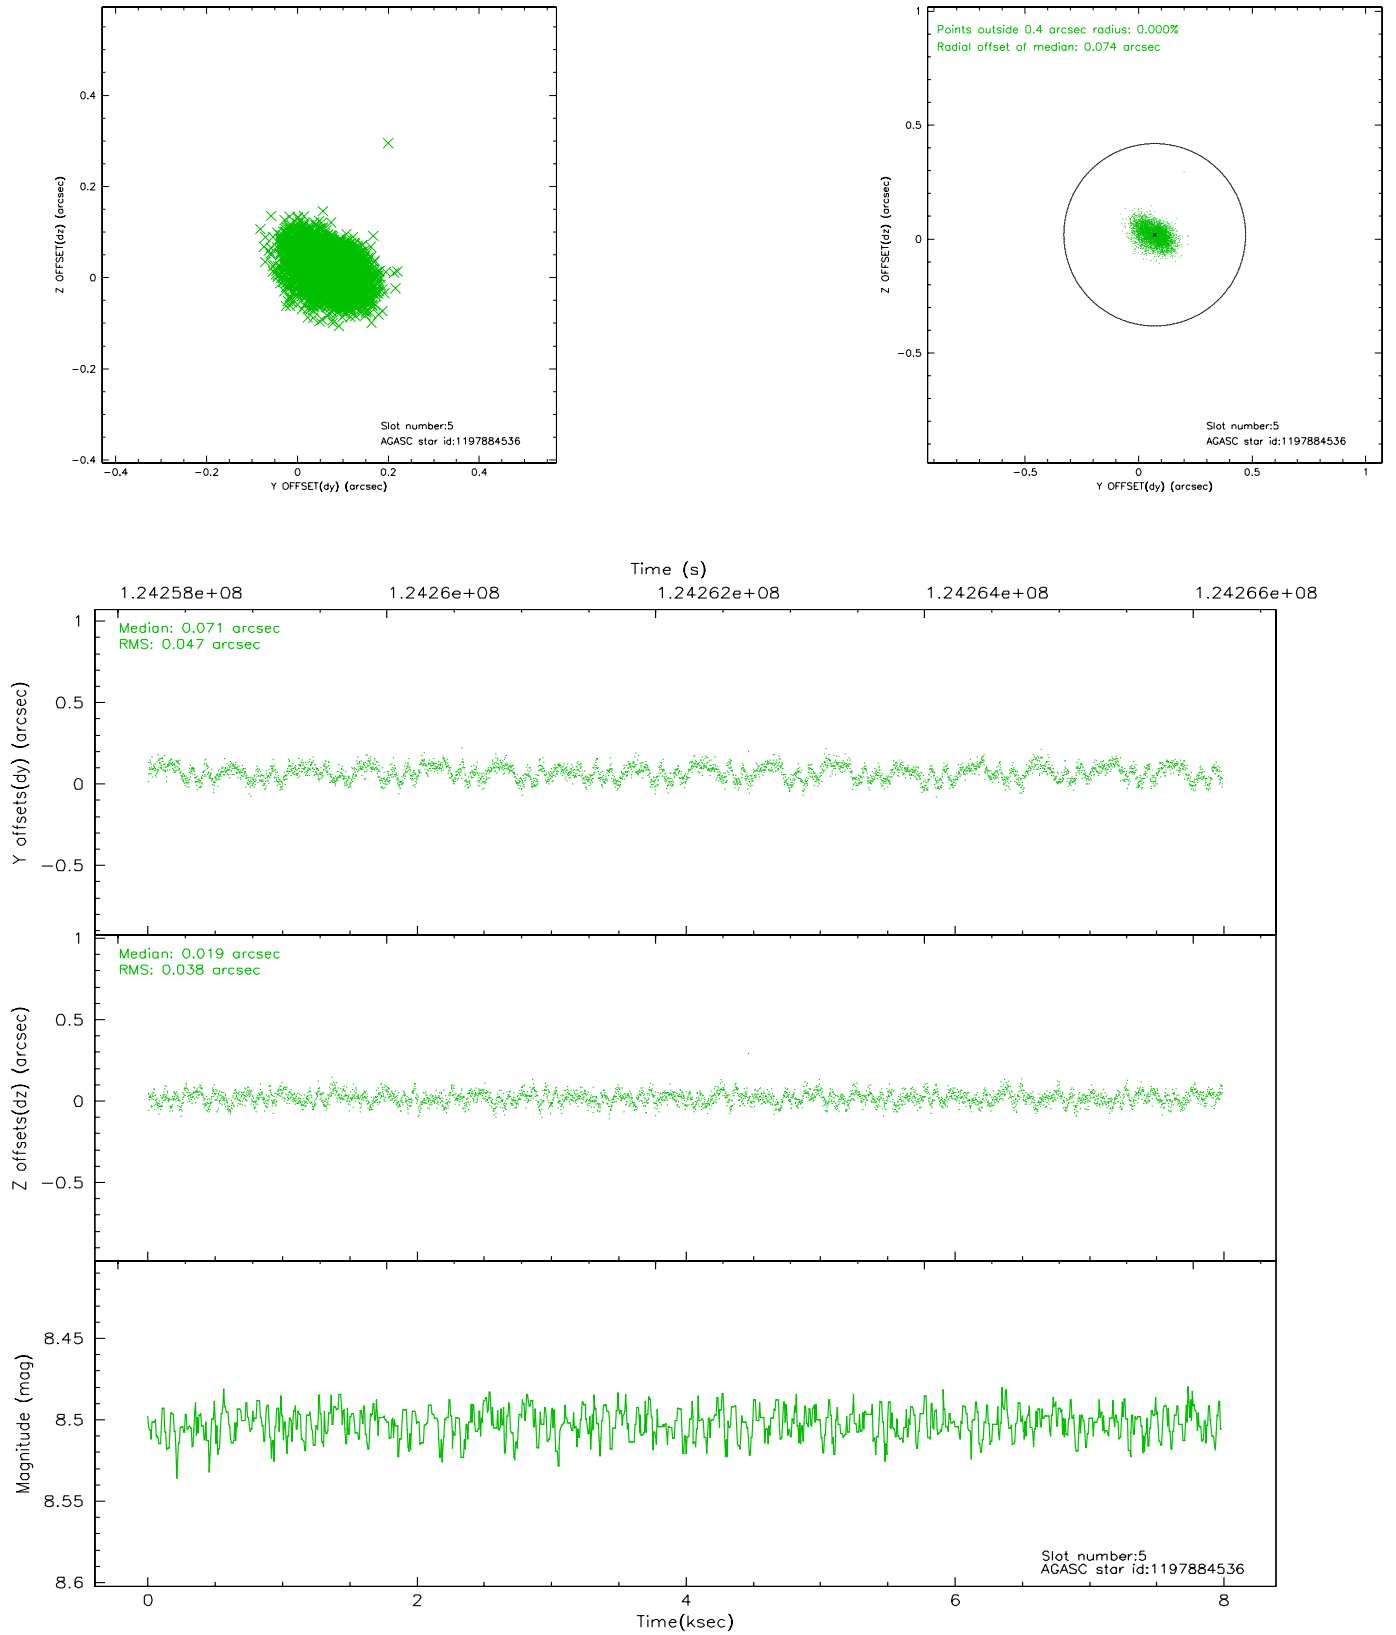 0.4
0.2
0
−0.2
−0.4
Z OFFSET(dz) (arcsec)
Slot number:5
AGASC star id:1197884536
−0.4 −0.2 0 0.2 0.4
Y OFFSET(dy) (arcsec)
Points outside 0.4 arcsec radius: 0.000%
Radial offset of median: 0.074 arcsec
1
0.5
0
−0.5
Z OFFSET(dz) (arcsec)
Slot number:5
AGASC star id:1197884536
−0.5 0 0.5 1
Y OFFSET(dy) (arcsec)
Time (s)
1.24258e+08 1.2426e+08 1.24262e+08 1.24264e+08 1.24266e+08
Median: 0.071 arcsec
RMS: 0.047 arcsec
1
0.5
0
−0.5
Y offsets(dy) (arcsec)
Median: 0.019 arcsec
RMS: 0.038 arcsec
1
0.5
0
−0.5
Z offsets(dz) (arcsec)
8.45
8.5
8.55
8.6
Magnitude (mag)
Slot number:5
AGASC star id:1197884536
0 2 4 6 8
Time(ksec)